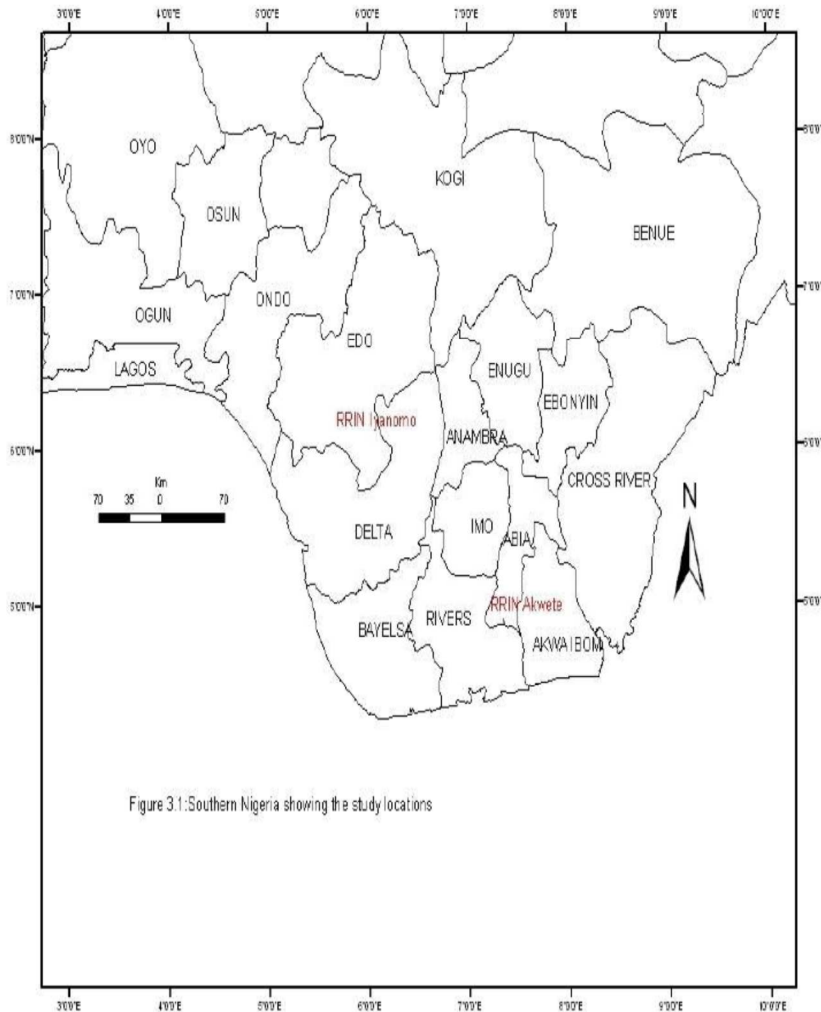 3°0'0"E 4°0'0"E 5°0'0"E 6°0'0"E 7°0'0"E 8°0'0"E 9°0'0"E 10°0'0"E
8°0'0"N
8°0'0"N
OYO
KOGI
OSUN
BENUE
7°0'0"N
7°0'0"N
ONDO
OGUN
EDO
LAGOS
ENUGU
EBONYIN
RRIN Iyanomo
ANAMBRA
6°0'0"N
6°0'0"N
CROSS RIVER
Km
70 35 0 70
N
IMO
DELTA
ABIA
5°0'0"N
5°0'0"N
RRIN Akwete
RIVERS
BAYELSA
AKWA IBOM
Figure 3.1:Southern Nigeria showing the study locations
3°0'0"E 4°0'0"E 5°0'0"E 6°0'0"E 7°0'0"E 8°0'0"E 9°0'0"E 10°0'0"E